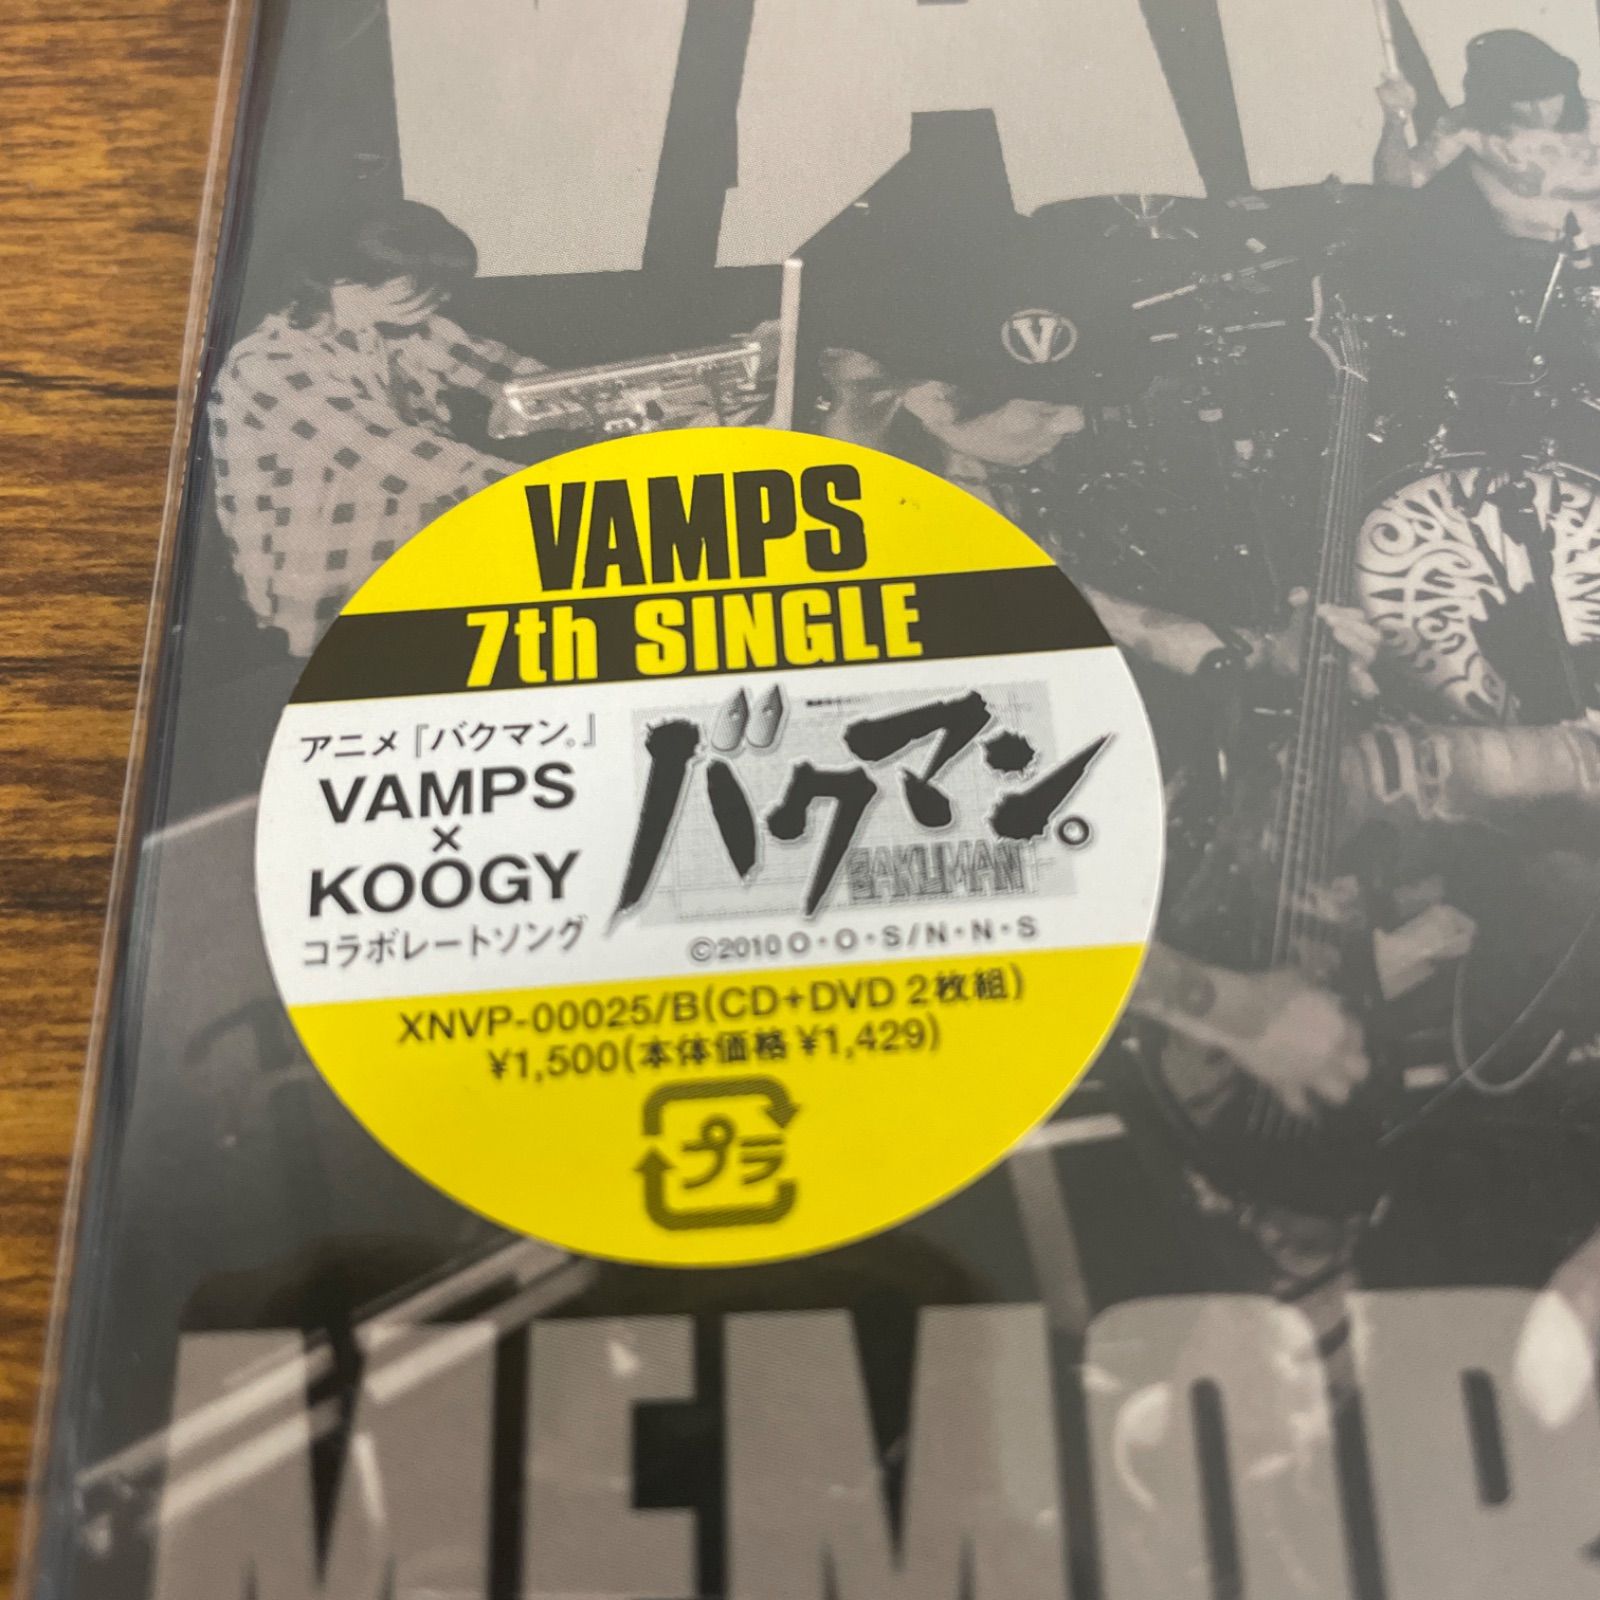 VAM
V
VAMPS
7th SINGLE
アニメ『バクマン。』
VAMPS
×
KOOGY
コラボレートソング
バクマン。
BAKUMAN
©2010 O・O・S/N・N・S
XNVP-00025/B(CD+DVD 2枚組)
¥1,500(本体価格 ¥1,429)
プラ
MEMOR